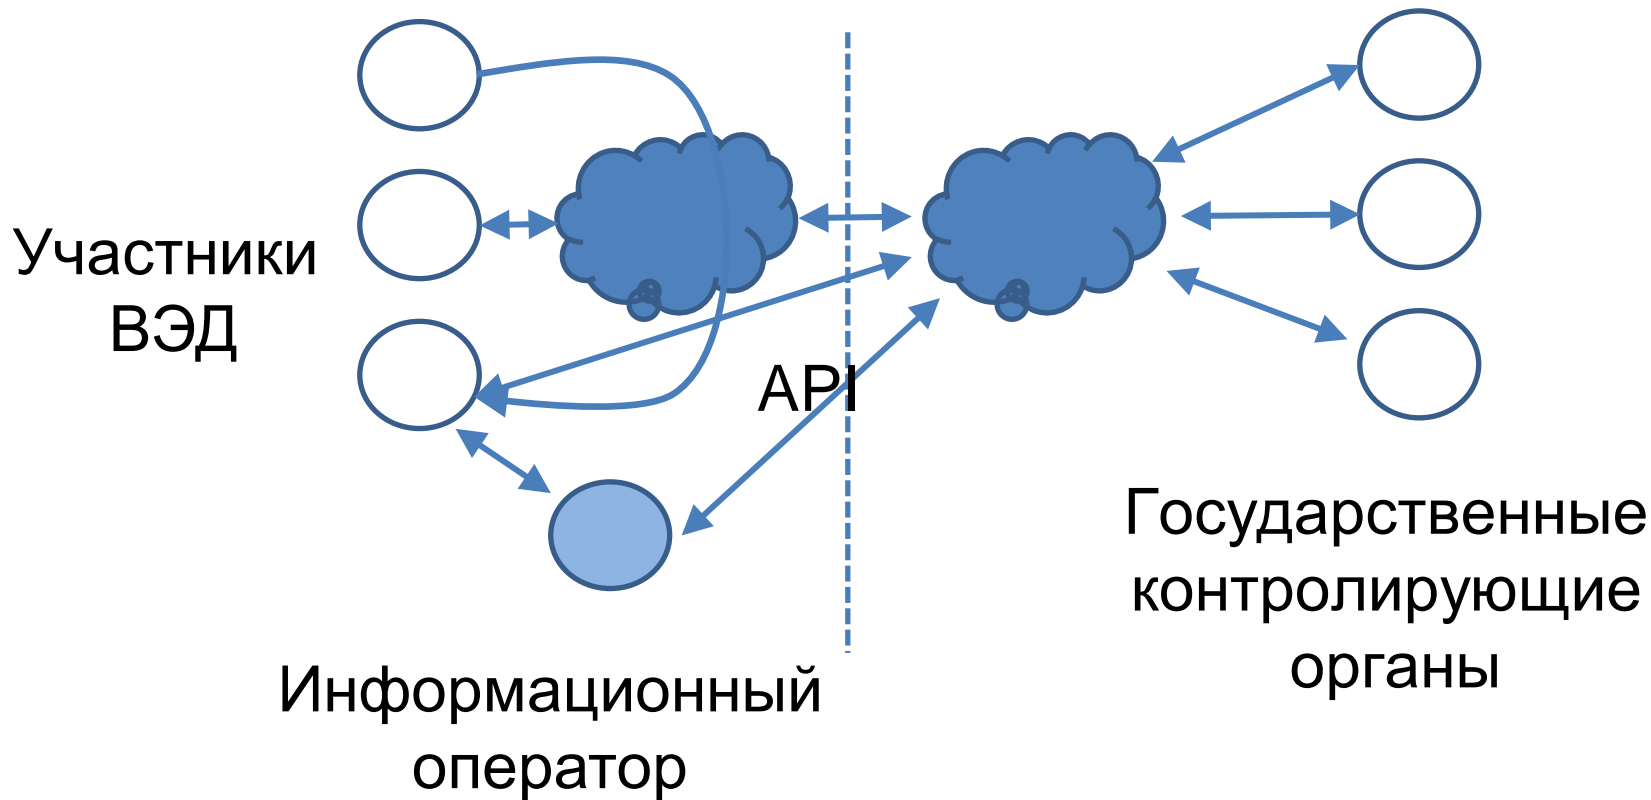 Участники
ВЭД
API
Государственные
контролирующие
органы
Информационный
оператор